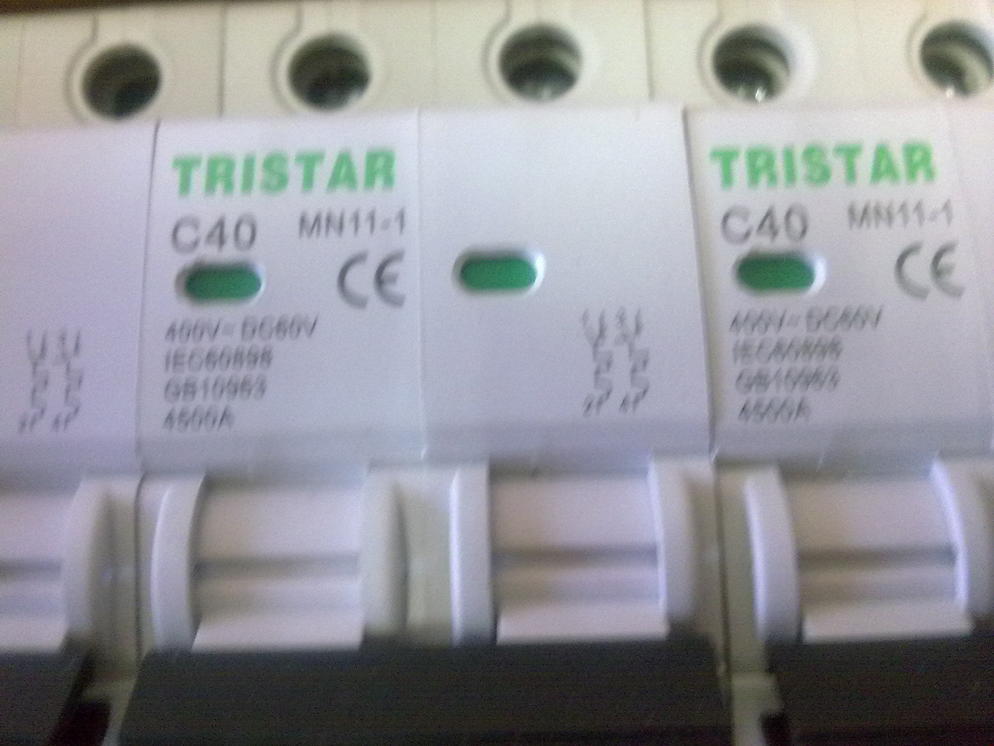 TRISTAR
C40 MN11-1
CE
400V~DC60V
IEC60898
GB10963
4500A
TRISTAR
C40 MN11-1
CE
400V~DC60V
IEC60898
GB10963
4500A